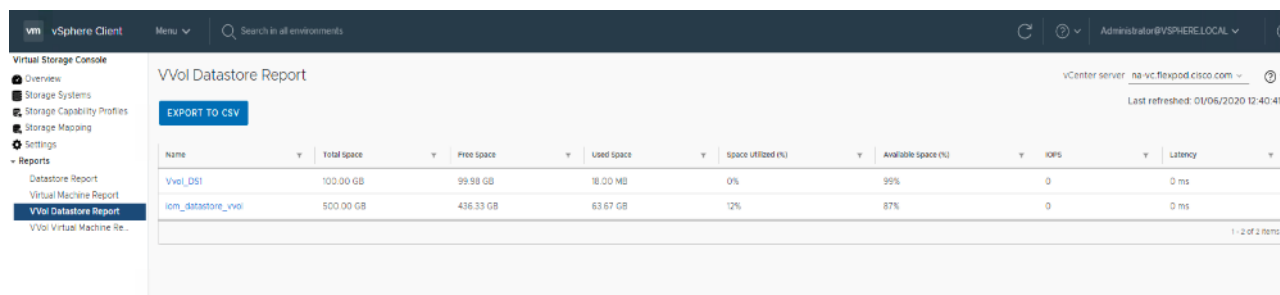 vm vSphere Client Menu Search in all environments Administrator@VSPHERE.LOCAL
Virtual Storage Console
Overview
Storage Systems
Storage Capability Profiles
Storage Mapping
Settings
Reports
Datastore Report
Virtual Machine Report
VVol Datastore Report
VVol Virtual Machine Re...
VVol Datastore Report
vCenter server na-vc.flexpod.cisco.com
Last refreshed: 01/06/2020 12:40:41
EXPORT TO CSV
Name Total Space Free Space Used Space Space Utilized (%) Available Space (%) IOPS Latency
Vvol_DS1 100.00 GB 99.98 GB 18.00 MB 0% 99% 0 0 ms
iom_datastore_vvol 500.00 GB 436.33 GB 63.67 GB 12% 87% 0 0 ms
1 - 2 of 2 items